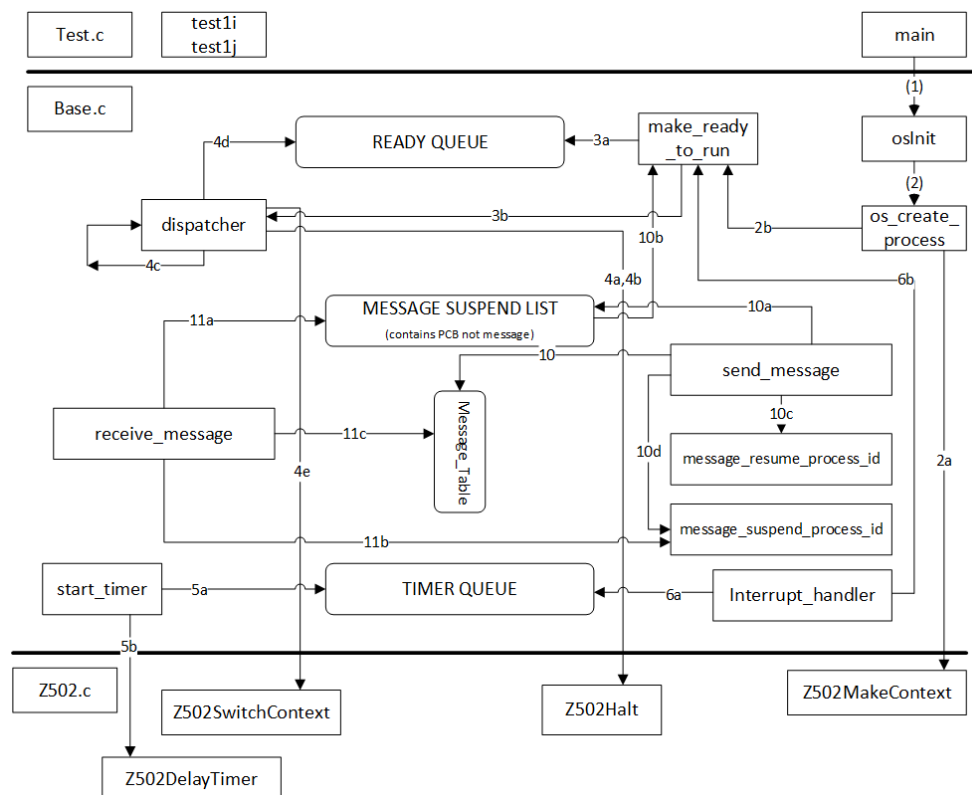 Test.c
test1i
test1j
main
(1)
Base.c
osInit
READY QUEUE
make_ready
_to_run
4d
3a
(2)
dispatcher
3b
2b
os_create_
process
4c
10b
4a,4b
6b
MESSAGE SUSPEND LIST
(contains PCB not message)
11a
10a
10
send_message
Message_Table
receive_message
11c
10c
10d
4e
message_resume_process_id
2a
message_suspend_process_id
11b
start_timer
5a
TIMER QUEUE
6a
Interrupt_handler
5b
Z502.c
Z502SwitchContext
Z502Halt
Z502MakeContext
Z502DelayTimer